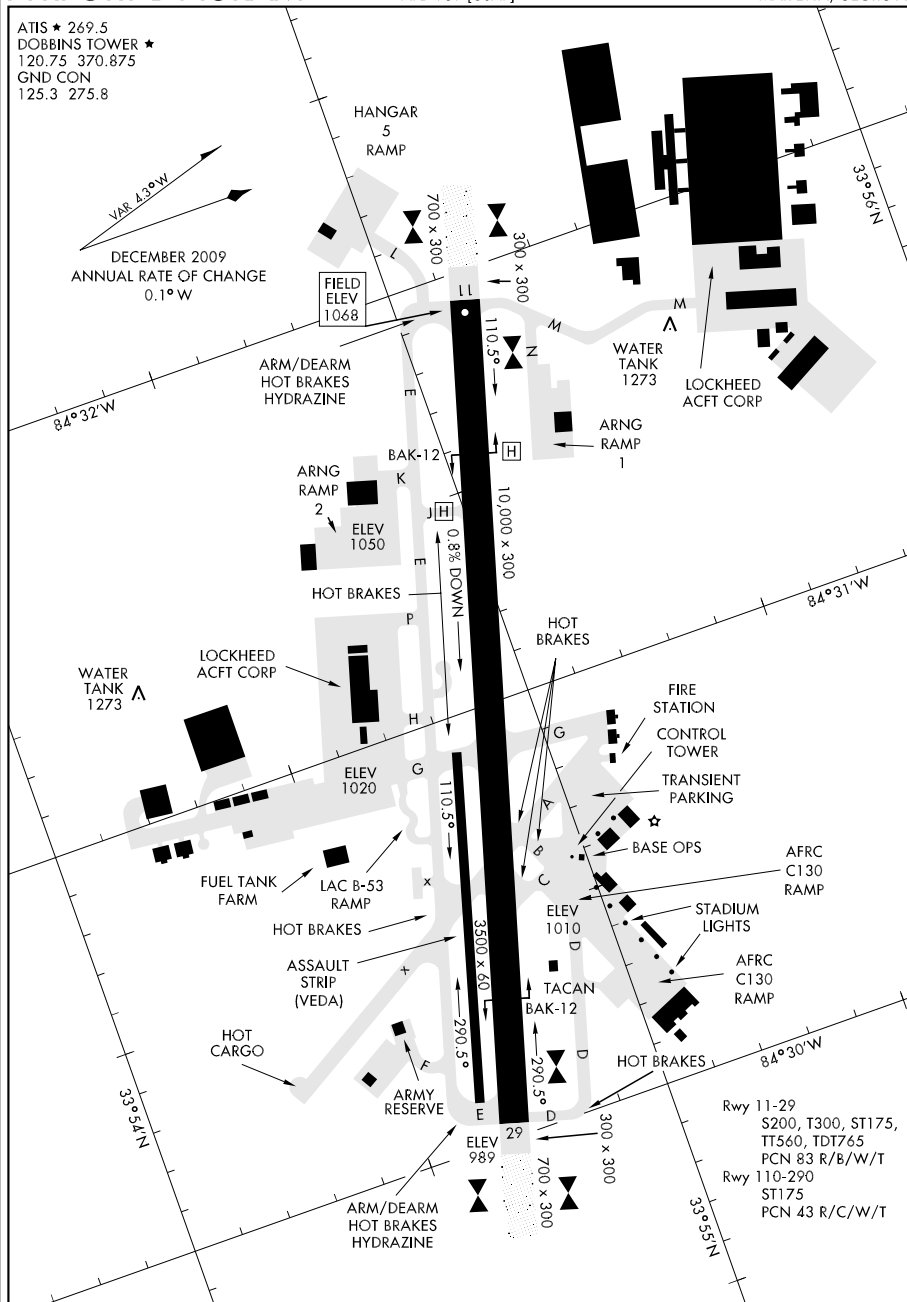 ATIS ★ 269.5
DOBBINS TOWER ★
120.75 370.875
GND CON
125.3 275.8
VAR 4.3° W
DECEMBER 2009
ANNUAL RATE OF CHANGE
0.1° W
HANGAR
5
RAMP
L
700 x 300
300 x 300
33°56'N
FIELD
ELEV
1068
11
110.5°
M
M
N
WATER
TANK
1273
LOCKHEED
ACFT CORP
ARM/DEARM
HOT BRAKES
HYDRAZINE
84°32'W
E
ARNG
RAMP
1
BAK-12
H
ARNG
RAMP
2
K
J
H
ELEV
1050
10,000 x 300
0.8% DOWN
E
HOT BRAKES
P
84°31'W
HOT
BRAKES
LOCKHEED
ACFT CORP
WATER
TANK
1273
H
G
G
FIRE
STATION
CONTROL
TOWER
TRANSIENT
PARKING
ELEV
1020
110.5°
A
B
C
BASE OPS
AFRC
C130
RAMP
FUEL TANK
FARM
LAC B-53
RAMP
X
ELEV
1010
STADIUM
LIGHTS
HOT BRAKES
ASSAULT
STRIP
(VEDA)
3500 x 60
X
D
AFRC
C130
RAMP
TACAN
BAK-12
290.5°
290.5°
D
HOT
CARGO
F
ARMY
RESERVE
HOT BRAKES
84°30'W
33°54'N
E
D
29
ELEV
989
300 x 300
700 x 300
ARM/DEARM
HOT BRAKES
HYDRAZINE
33°55'N
Rwy 11-29
S200, T300, ST175,
TT560, TDT765
PCN 83 R/B/W/T
Rwy 110-290
ST175
PCN 43 R/C/W/T